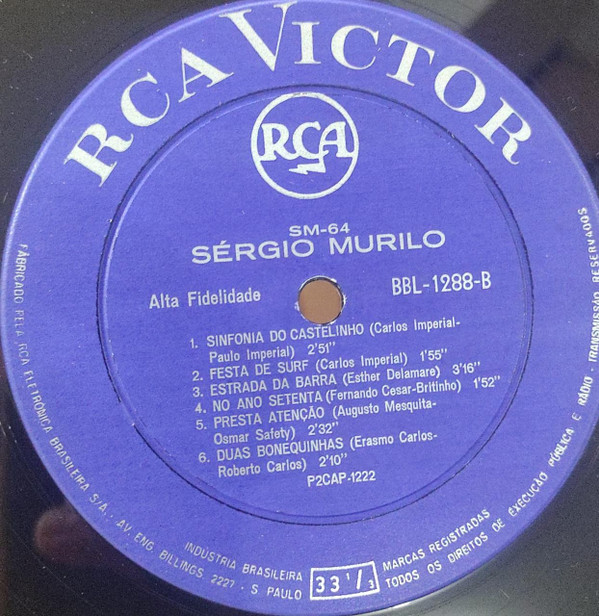 RCA VICTOR
RCA
SM-64
SÉRGIO MURILO
Alta Fidelidade
BBL-1288-B
1. SINFONIA DO CASTELINHO (Carlos Imperial-
Paulo Imperial) 2'51"
2. FESTA DE SURF (Carlos Imperial) 1'55"
3. ESTRADA DA BARRA (Esther Delamare) 3'16"
4. NO ANO SETENTA (Fernando Cesar-Britinho) 1'52"
5. PRESTA ATENÇÃO (Augusto Mesquita-
Osmar Safety) 2'32"
6. DUAS BONEQUINHAS (Erasmo Carlos-
Roberto Carlos) 2'10"
P2CAP-1222
FABRICADO PELA RCA ELETRÔNICA BRASILEIRA S/A - AV. ENG. BILLINGS, 2227 - S PAULO
INDÚSTRIA BRASILEIRA
33 1/3
MARCAS REGISTRADAS
TODOS OS DIREITOS DE EXECUÇÃO PÚBLICA E RÁDIO - TRANSMISSÃO RESERVADOS